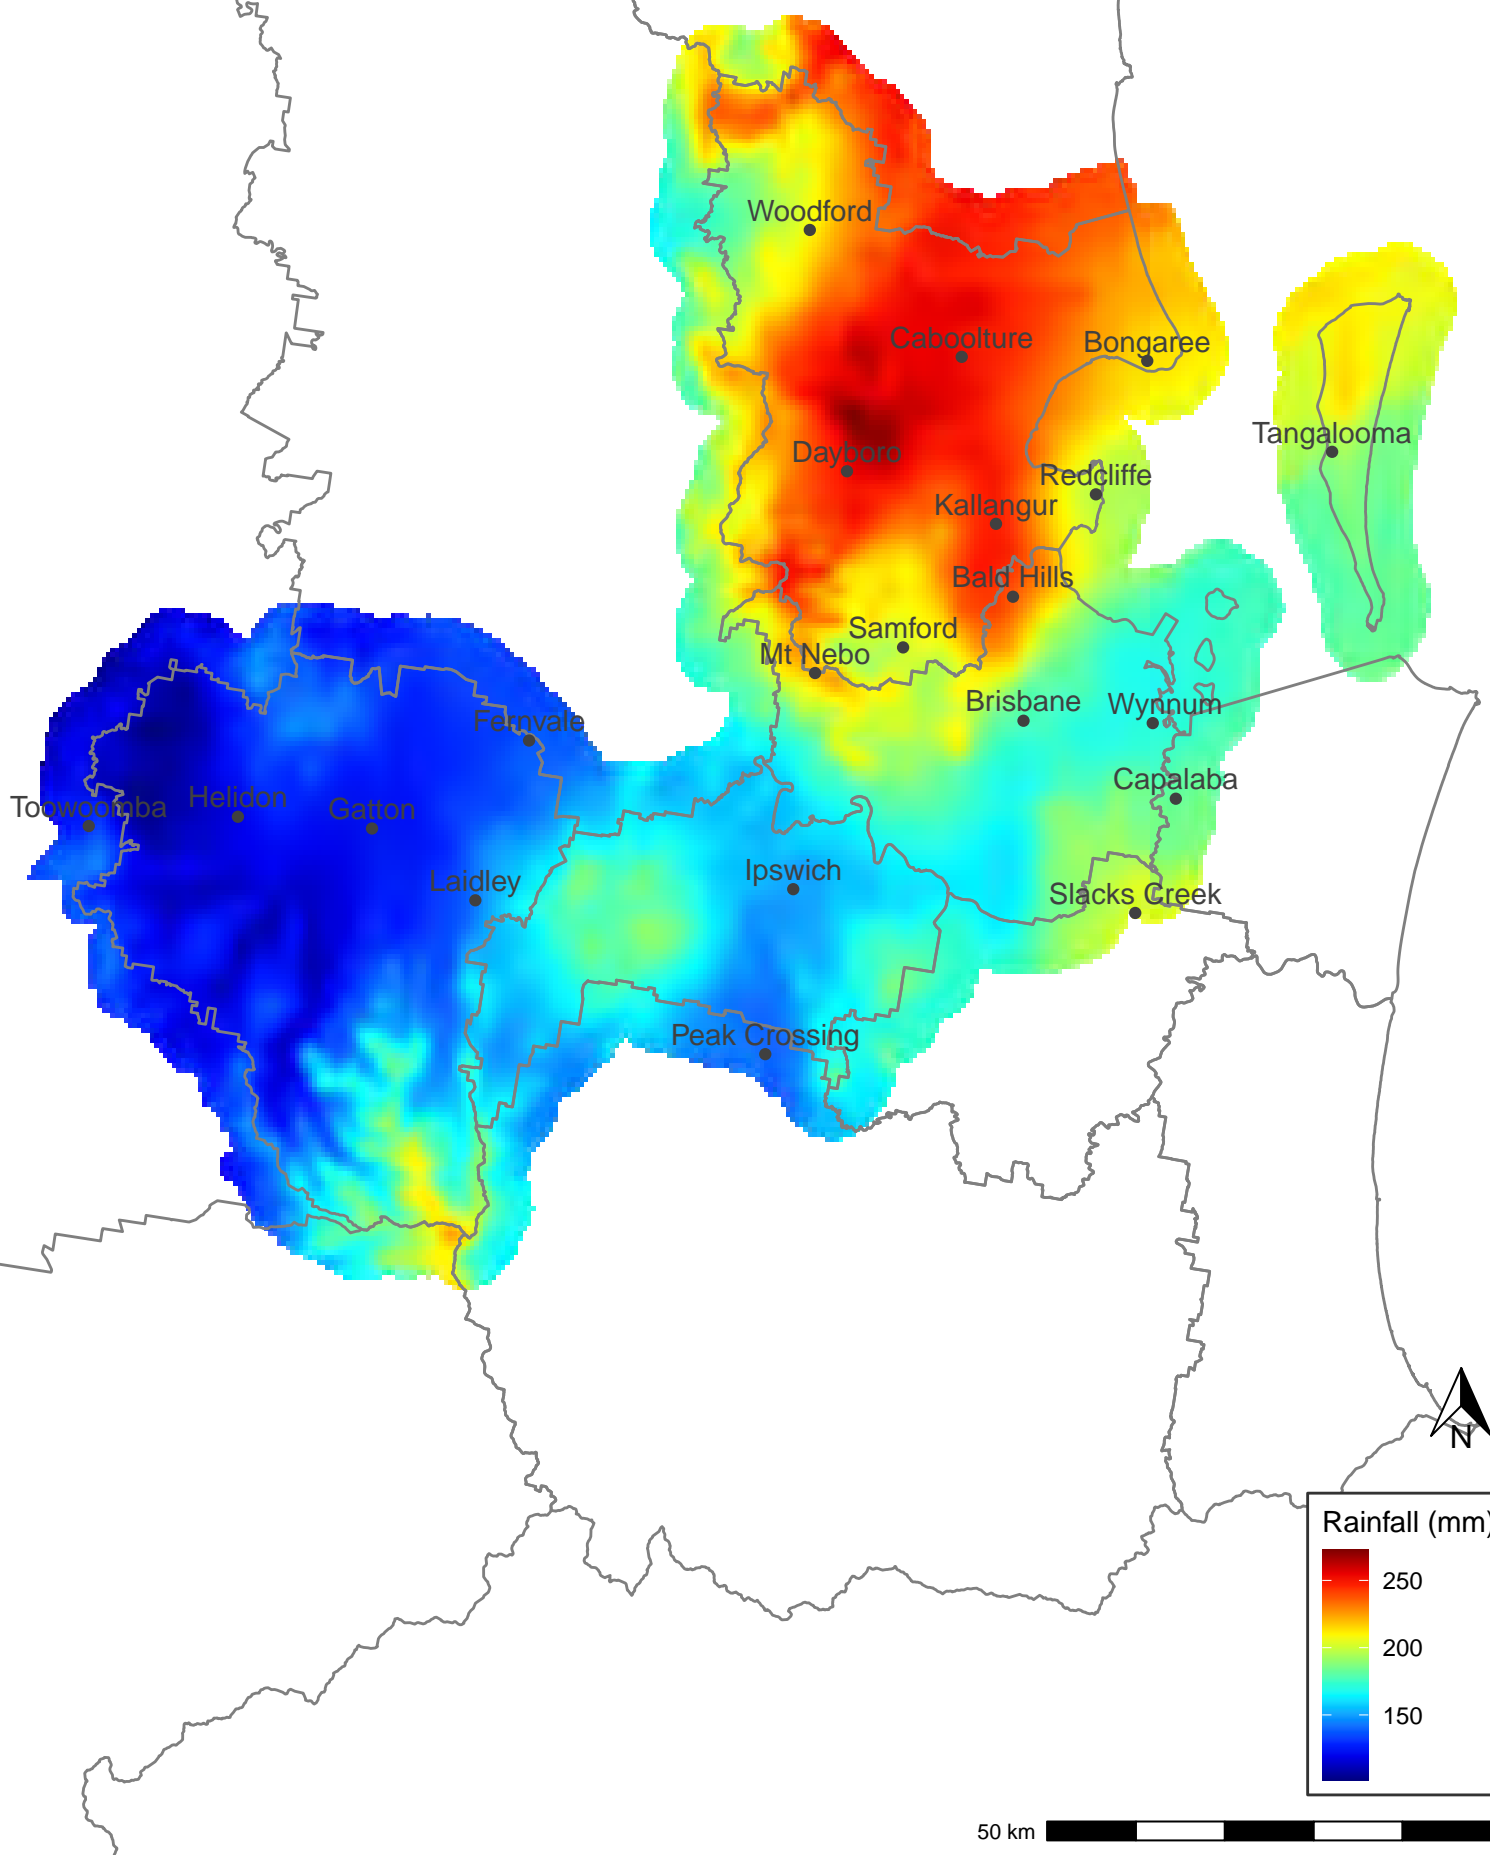 Woodford
Caboolture
Bongaree
Tangalooma
Dayboro
Redcliffe
Kallangur
Bald Hills
Samford
Mt Nebo
Brisbane
Wynnum
Fernvale
Capalaba
Toowoomba
Helidon
Gatton
Ipswich
Laidley
Slacks Creek
Peak Crossing
N
Rainfall (mm)
250
200
150
50 km